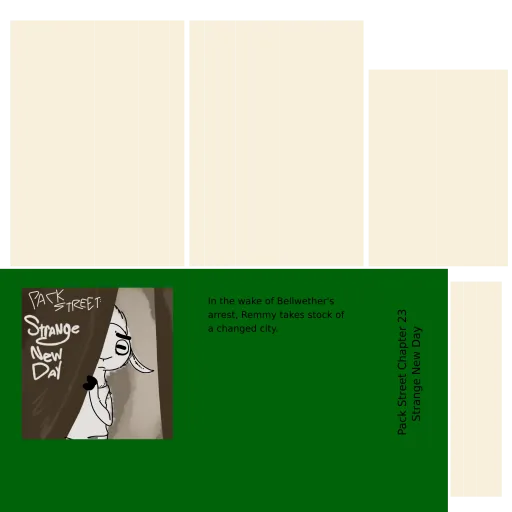 PACK
STREET
Strange
New
Day
In the wake of Bellwether's
arrest, Remmy takes stock of
a changed city.
Pack Street Chapter 23
Strange New Day